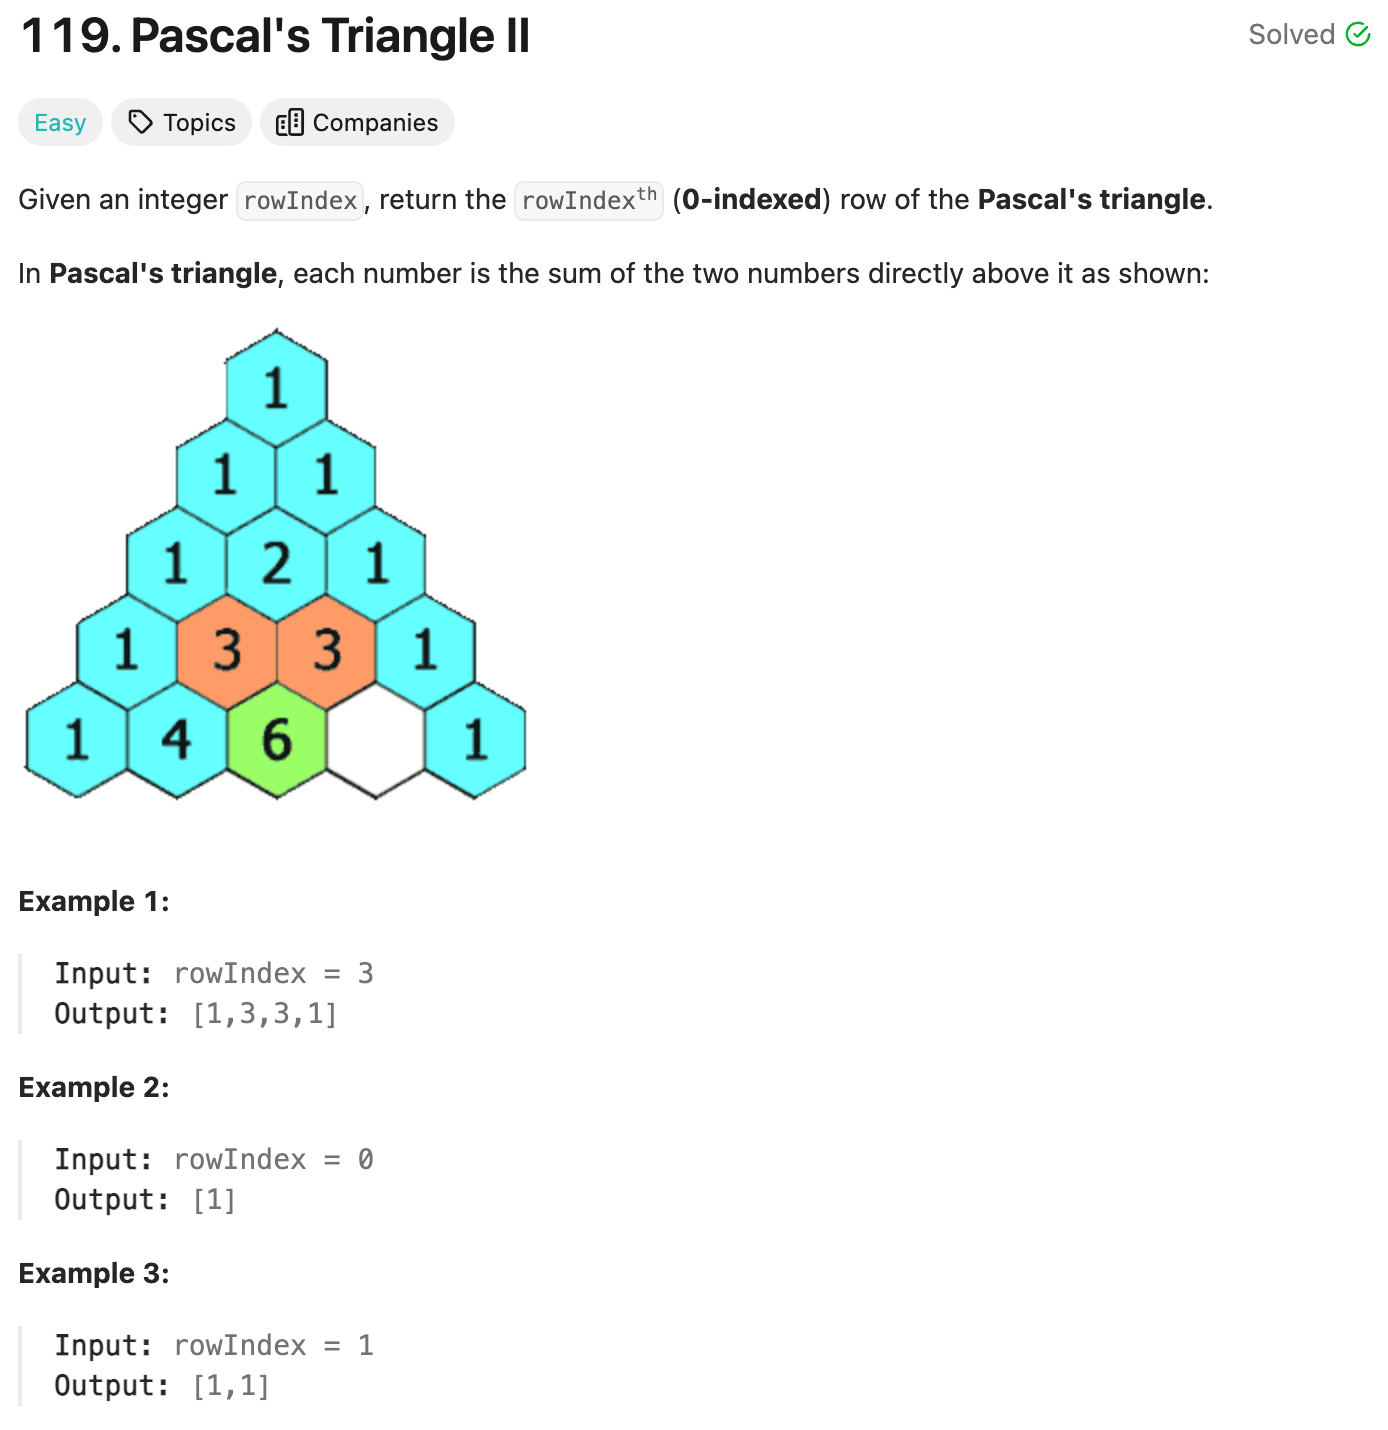 119. Pascal's Triangle II
Solved
Easy Topics Companies
Given an integer rowIndex, return the rowIndexth (0-indexed) row of the Pascal's triangle.
In Pascal's triangle, each number is the sum of the two numbers directly above it as shown:
1
1 1
1 2 1
1 3 3 1
1 4 6 1
Example 1:
Input: rowIndex = 3
Output: [1,3,3,1]
Example 2:
Input: rowIndex = 0
Output: [1]
Example 3:
Input: rowIndex = 1
Output: [1,1]